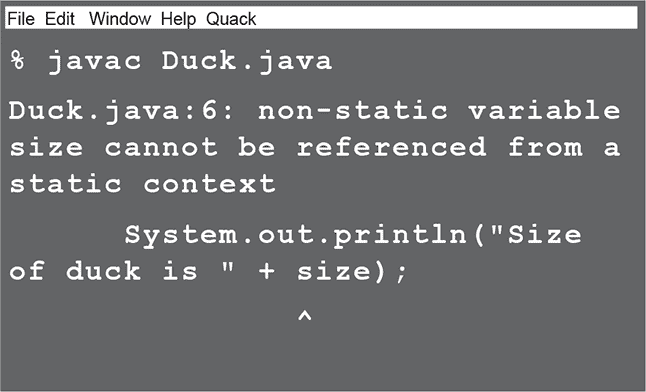 File Edit Window Help Quack
% javac Duck.java
Duck.java:6: non-static variable
size cannot be referenced from a
static context
System.out.println("Size
of duck is " + size);
^